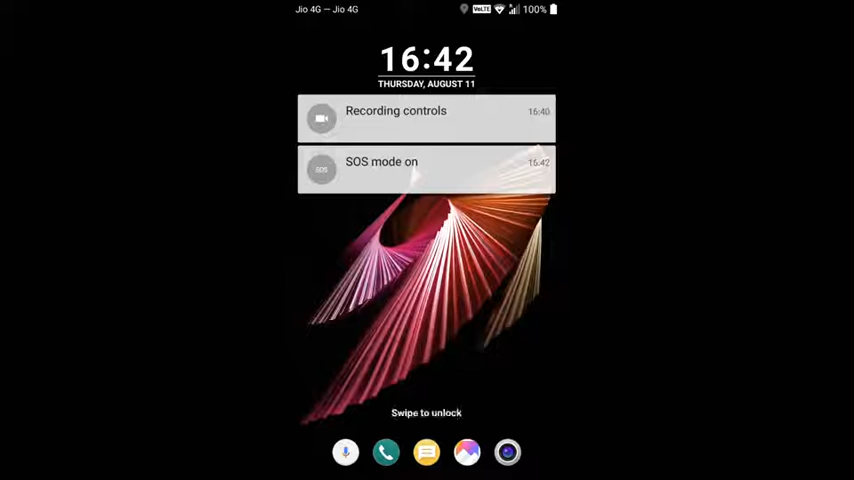 Jio 4G — Jio 4G
VoLTE
100%
16:42
THURSDAY, AUGUST 11
Recording controls
16:40
SOS
SOS mode on
16:42
Swipe to unlock